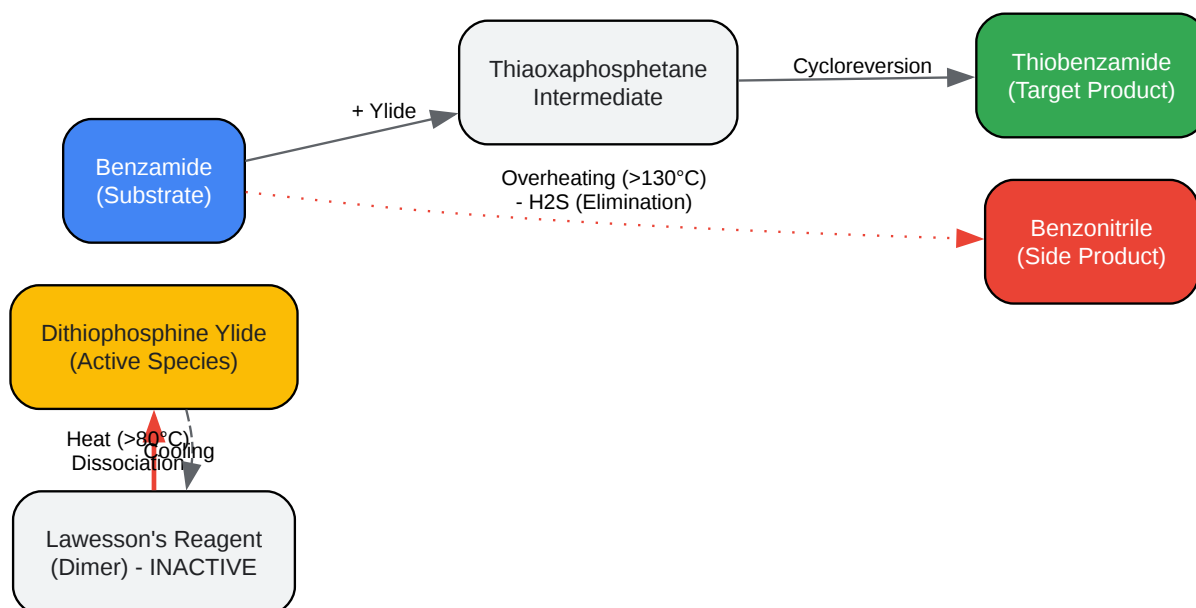 Thiaoxaphosphetane
Intermediate
Cycloreversion
Thiobenzamide
(Target Product)
+ Ylide
Benzamide
(Substrate)
Overheating (>130°C)
- H2S (Elimination)
Benzonitrile
(Side Product)
Dithiophosphine Ylide
(Active Species)
Heat (>80°C)
Dissociation
Cooling
Lawesson's Reagent
(Dimer) - INACTIVE